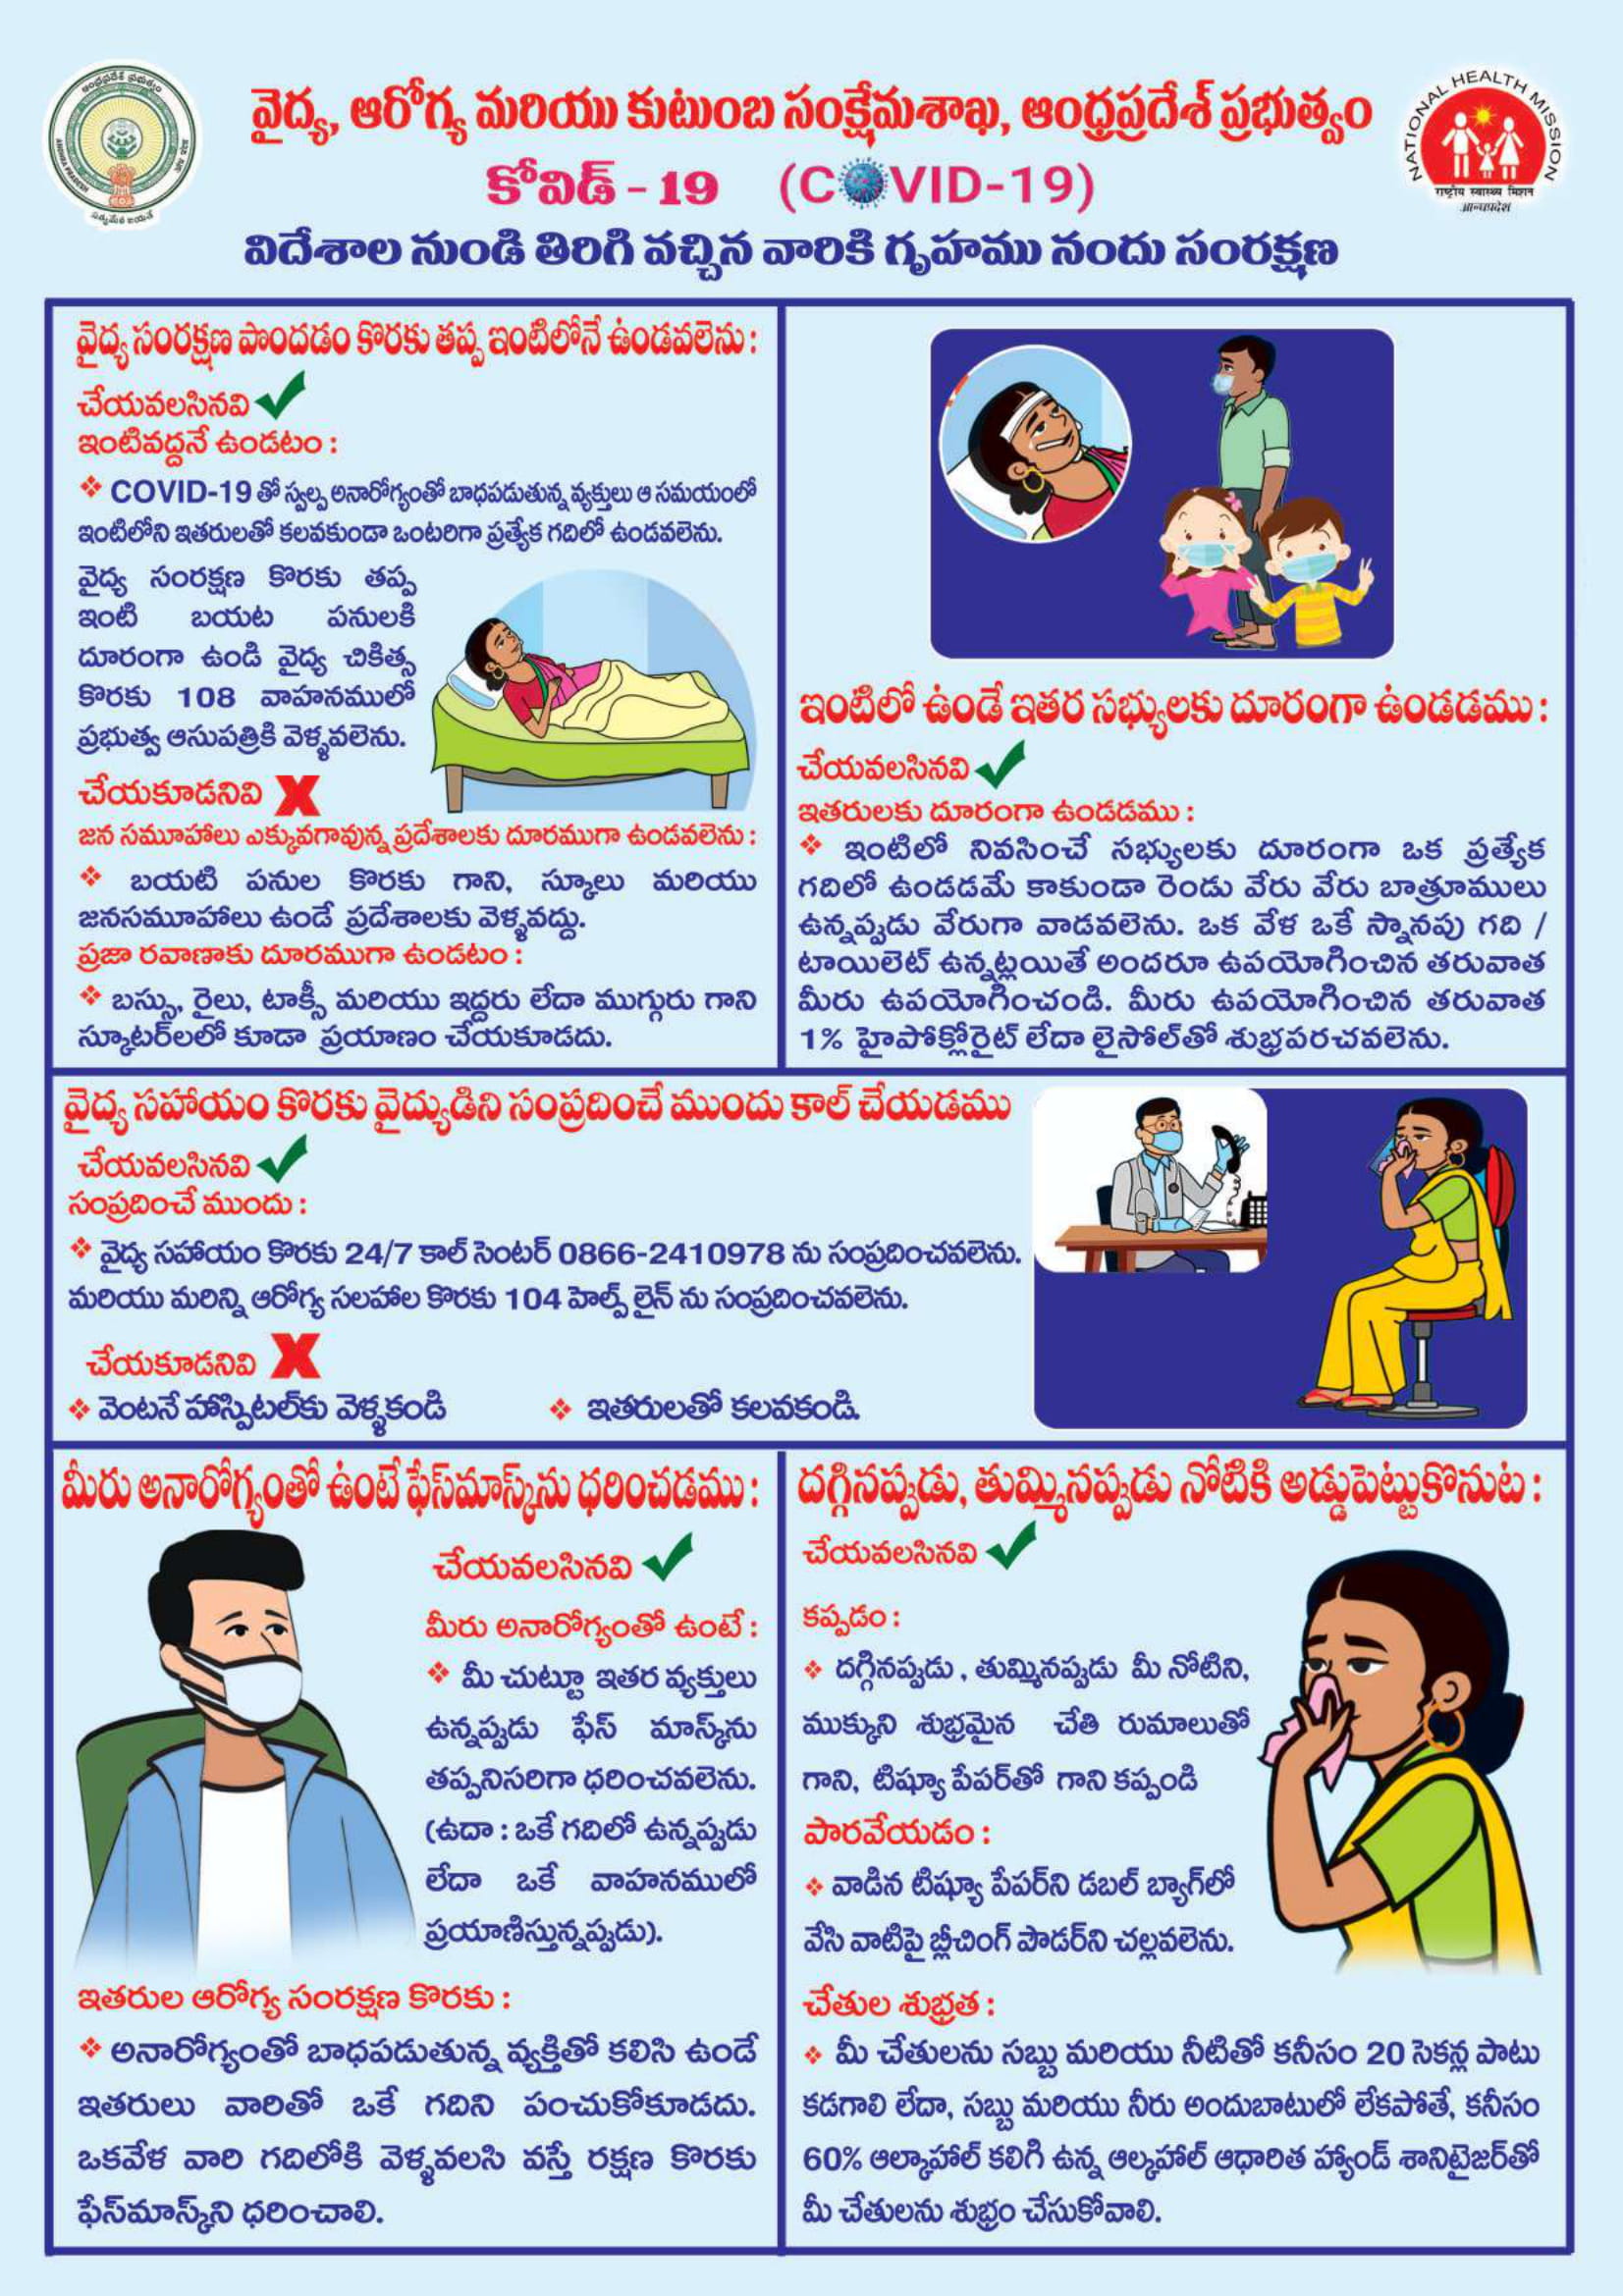 వైద్య, ఆరోగ్య మరియు కుటుంబ సంక్షేమశాఖ, ఆంధ్రప్రదేశ్ ప్రభుత్వం
ఆంధ్రప్రదేశ్ ప్రభుత్వం
ANDHRA PRADESH
సత్యమేవ జయతే
NATIONAL HEALTH MISSION
राष्ट्रीय स्वास्थ्य मिशन
आन्ध्रप्रदेश
కోవిడ్ - 19 (COVID-19)
విదేశాల నుండి తిరిగి వచ్చిన వారికి గృహము నందు సంరక్షణ
వైద్య సంరక్షణ పొందడం కొరకు తప్ప ఇంటిలోనే ఉండవలెను :
చేయవలసినవి
ఇంటివద్దనే ఉండటం :
❖ COVID-19 తో స్వల్ప అనారోగ్యంతో బాధపడుతున్న వ్యక్తులు ఆ సమయంలో
ఇంటిలోని ఇతరులతో కలవకుండా ఒంటరిగా ప్రత్యేక గదిలో ఉండవలెను.
వైద్య సంరక్షణ కొరకు తప్ప
ఇంటి బయట పనులకి
దూరంగా ఉండి వైద్య చికిత్స
కొరకు 108 వాహనములో
ప్రభుత్వ ఆసుపత్రికి వెళ్ళవలెను.
చేయకూడనివి X
జన సమూహాలు ఎక్కువగావున్న ప్రదేశాలకు దూరముగా ఉండవలెను :
❖ బయటి పనుల కొరకు గాని, స్కూలు మరియు
జనసమూహాలు ఉండే ప్రదేశాలకు వెళ్ళవద్దు.
ప్రజా రవాణాకు దూరముగా ఉండటం :
❖ బస్సు, రైలు, టాక్సీ మరియు ఇద్దరు లేదా ముగ్గురు గాని
స్కూటర్‌లలో కూడా ప్రయాణం చేయకూడదు.
ఇంటిలో ఉండే ఇతర సభ్యులకు దూరంగా ఉండడము :
చేయవలసినవి
ఇతరులకు దూరంగా ఉండడము :
❖ ఇంటిలో నివసించే సభ్యులకు దూరంగా ఒక ప్రత్యేక
గదిలో ఉండడమే కాకుండా రెండు వేరు వేరు బాత్రూములు
ఉన్నప్పుడు వేరుగా వాడవలెను. ఒక వేళ ఒకే స్నానపు గది /
టాయిలెట్ ఉన్నట్లయితే అందరూ ఉపయోగించిన తరువాత
మీరు ఉపయోగించండి. మీరు ఉపయోగించిన తరువాత
1% హైపోక్లోరైట్ లేదా లైసోల్‌తో శుభ్రపరచవలెను.
వైద్య సహాయం కొరకు వైద్యుడిని సంప్రదించే ముందు కాల్ చేయడము
చేయవలసినవి
సంప్రదించే ముందు :
❖ వైద్య సహాయం కొరకు 24/7 కాల్ సెంటర్ 0866-2410978 ను సంప్రదించవలెను.
మరియు మరిన్ని ఆరోగ్య సలహాల కొరకు 104 హెల్ప్ లైన్ ను సంప్రదించవలెను.
చేయకూడనివి X
❖ వెంటనే హాస్పిటల్‌కు వెళ్ళకండి ❖ ఇతరులతో కలవకండి.
మీరు అనారోగ్యంతో ఉంటే ఫేస్‌మాస్క్‌ను ధరించడము :
చేయవలసినవి
మీరు అనారోగ్యంతో ఉంటే :
❖ మీ చుట్టూ ఇతర వ్యక్తులు
ఉన్నప్పుడు ఫేస్ మాస్క్‌ను
తప్పనిసరిగా ధరించవలెను.
(ఉదా : ఒకే గదిలో ఉన్నప్పుడు
లేదా ఒకే వాహనములో
ప్రయాణిస్తున్నప్పుడు).
ఇతరుల ఆరోగ్య సంరక్షణ కొరకు :
❖ అనారోగ్యంతో బాధపడుతున్న వ్యక్తితో కలిసి ఉండే
ఇతరులు వారితో ఒకే గదిని పంచుకోకూడదు.
ఒకవేళ వారి గదిలోకి వెళ్ళవలసి వస్తే రక్షణ కొరకు
ఫేస్‌మాస్క్‌ని ధరించాలి.
దగ్గినప్పుడు, తుమ్మినప్పుడు నోటికి అడ్డుపెట్టుకొనుట :
చేయవలసినవి
కప్పడం :
❖ దగ్గినప్పుడు , తుమ్మినప్పుడు మీ నోటిని,
ముక్కుని శుభ్రమైన చేతి రుమాలుతో
గాని, టిష్యూ పేపర్‌తో గాని కప్పండి
పారవేయడం :
❖ వాడిన టిష్యూ పేపర్‌ని డబల్ బ్యాగ్‌లో
వేసి వాటిపై బ్లీచింగ్ పౌడర్‌ని చల్లవలెను.
చేతుల శుభ్రత :
❖ మీ చేతులను సబ్బు మరియు నీటితో కనీసం 20 సెకన్ల పాటు
కడగాలి లేదా, సబ్బు మరియు నీరు అందుబాటులో లేకపోతే, కనీసం
60% ఆల్కాహాల్ కలిగి ఉన్న ఆల్కహాల్ ఆధారిత హ్యాండ్ శానిటైజర్‌తో
మీ చేతులను శుభ్రం చేసుకోవాలి.